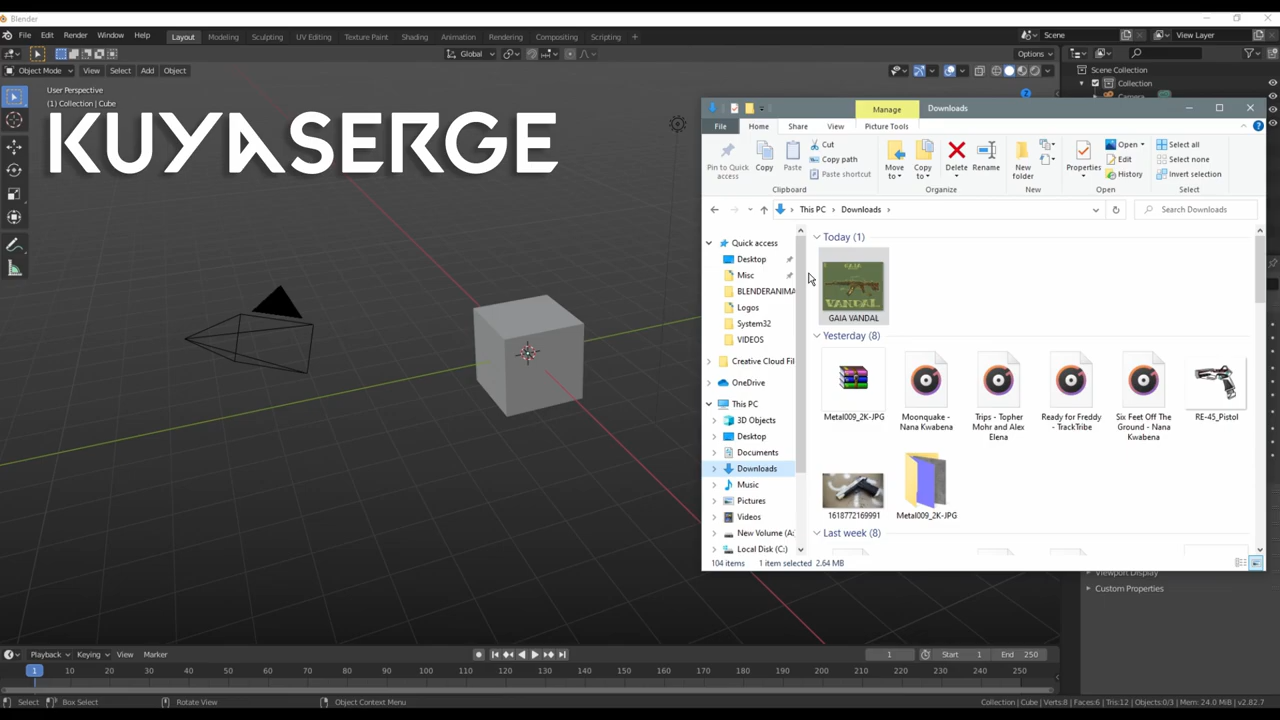 Blender
File Edit Render Window Help Layout Modeling Sculpting UV Editing Texture Paint Shading Animation Rendering Compositing Scripting + Scene View Layer
Global Options
Object Mode View Select Add Object
User Perspective
(1) Collection | Cube
KUYASERGE
Scene Collection
Collection
Camera
Manage Downloads
File Home Share View Picture Tools
Pin to Quick access
Copy
Paste
Cut
Copy path
Paste shortcut
Move to
Copy to
Delete
Rename
New folder
Properties
Open
Edit
History
Select all
Select none
Invert selection
Clipboard Organize New Open Select
This PC > Downloads > Search Downloads
Quick access
Desktop
Misc
BLENDERANIMA
Logos
System32
VIDEOS
Creative Cloud Fil
OneDrive
This PC
3D Objects
Desktop
Documents
Downloads
Music
Pictures
Videos
New Volume (A:
Local Disk (C:)
Today (1)
GAIA
VANDAL
GAIA VANDAL
Yesterday (8)
Metal009_2K-JPG
Moonquake - Nana Kwabena
Trips - Topher Mohr and Alex Elena
Ready for Freddy - TrackTribe
Six Feet Off The Ground - Nana Kwabena
RE-45_Pistol
1618772169991
Metal009_2K-JPG
Last week (8)
104 items 1 item selected 2.64 MB
Viewport Display
Custom Properties
Playback Keying View Marker 1 Start 1 End 250
1 10 20 30 40 50 60 70 80 90 100 110 120 130 140 150 160 170 180 190 200 210 220 230 240 250
Select Box Select Rotate View Object Context Menu Collection | Cube | Verts:8 | Faces:6 | Tris:12 | Objects:0/3 | Mem: 24.0 MiB | v2.82.7